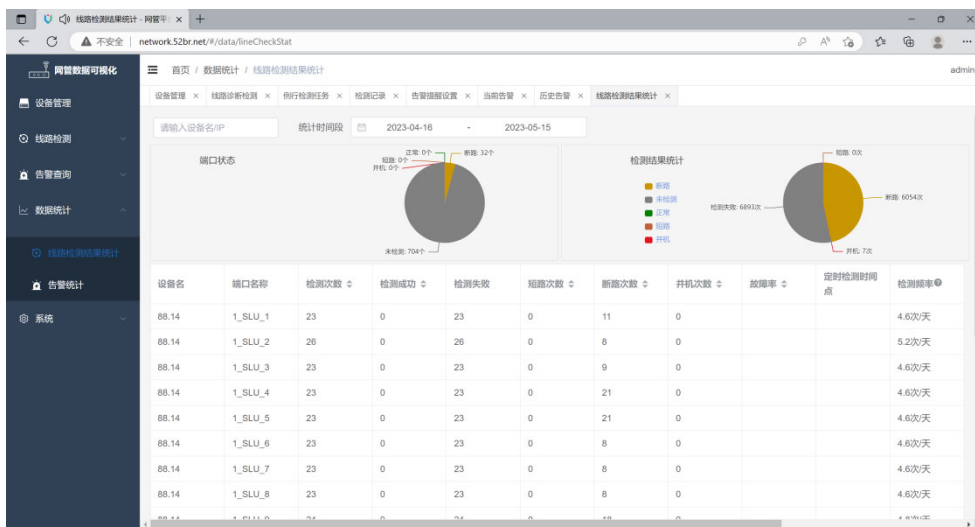 线路检测结果统计 - 网管平台
不安全 network.52br.net/#/data/lineCheckStat
网管数据可视化
首页 / 数据统计 / 线路检测结果统计
admin
设备管理
线路检测
告警查询
数据统计
线路检测结果统计
告警统计
系统
设备管理 × 线路诊断检测 × 例行检测任务 × 检测记录 × 告警提醒设置 × 当前告警 × 历史告警 × 线路检测结果统计 ×
请输入设备名/IP 统计时间段 2023-04-16 - 2023-05-15
端口状态
正常: 0个
短路: 0个
并机: 0个
断路: 32个
未检测: 704个
检测结果统计
断路
未检测
正常
短路
并机
短路: 0次
检测失败: 6893次
断路: 6054次
并机: 7次
设备名 端口名称 检测次数 检测成功 检测失败 短路次数 断路次数 并机次数 故障率 定时检测时间点 检测频率
88.14 1_SLU_1 23 0 23 0 11 0 4.6次/天
88.14 1_SLU_2 26 0 26 0 8 0 5.2次/天
88.14 1_SLU_3 23 0 23 0 9 0 4.6次/天
88.14 1_SLU_4 23 0 23 0 21 0 4.6次/天
88.14 1_SLU_5 23 0 23 0 21 0 4.6次/天
88.14 1_SLU_6 23 0 23 0 8 0 4.6次/天
88.14 1_SLU_7 23 0 23 0 8 0 4.6次/天
88.14 1_SLU_8 23 0 23 0 8 0 4.6次/天